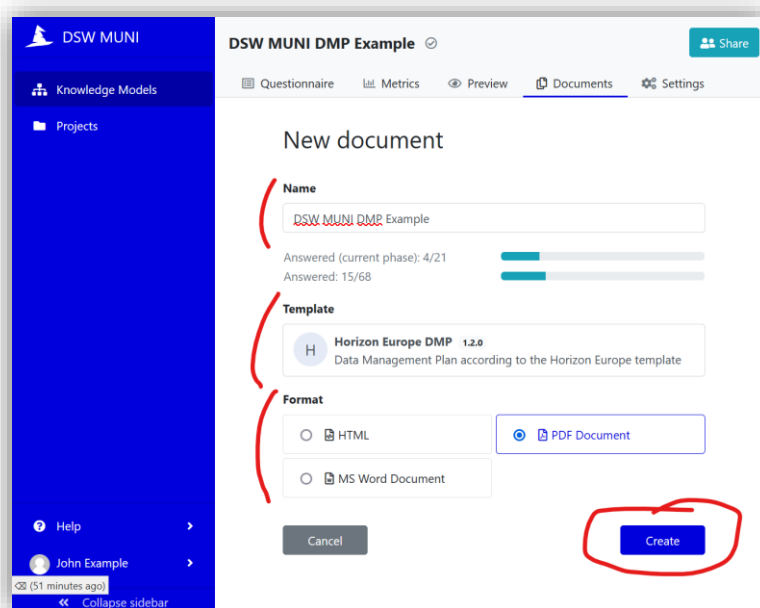 DSW MUNI
Knowledge Models
Projects
Help
John Example
(51 minutes ago)
Collapse sidebar
DSW MUNI DMP Example
Share
Questionnaire Metrics Preview Documents Settings
New document
Name
DSW MUNI DMP Example
Answered (current phase): 4/21
Answered: 15/68
Template
H
Horizon Europe DMP 1.2.0
Data Management Plan according to the Horizon Europe template
Format
HTML PDF Document
MS Word Document
Cancel Create